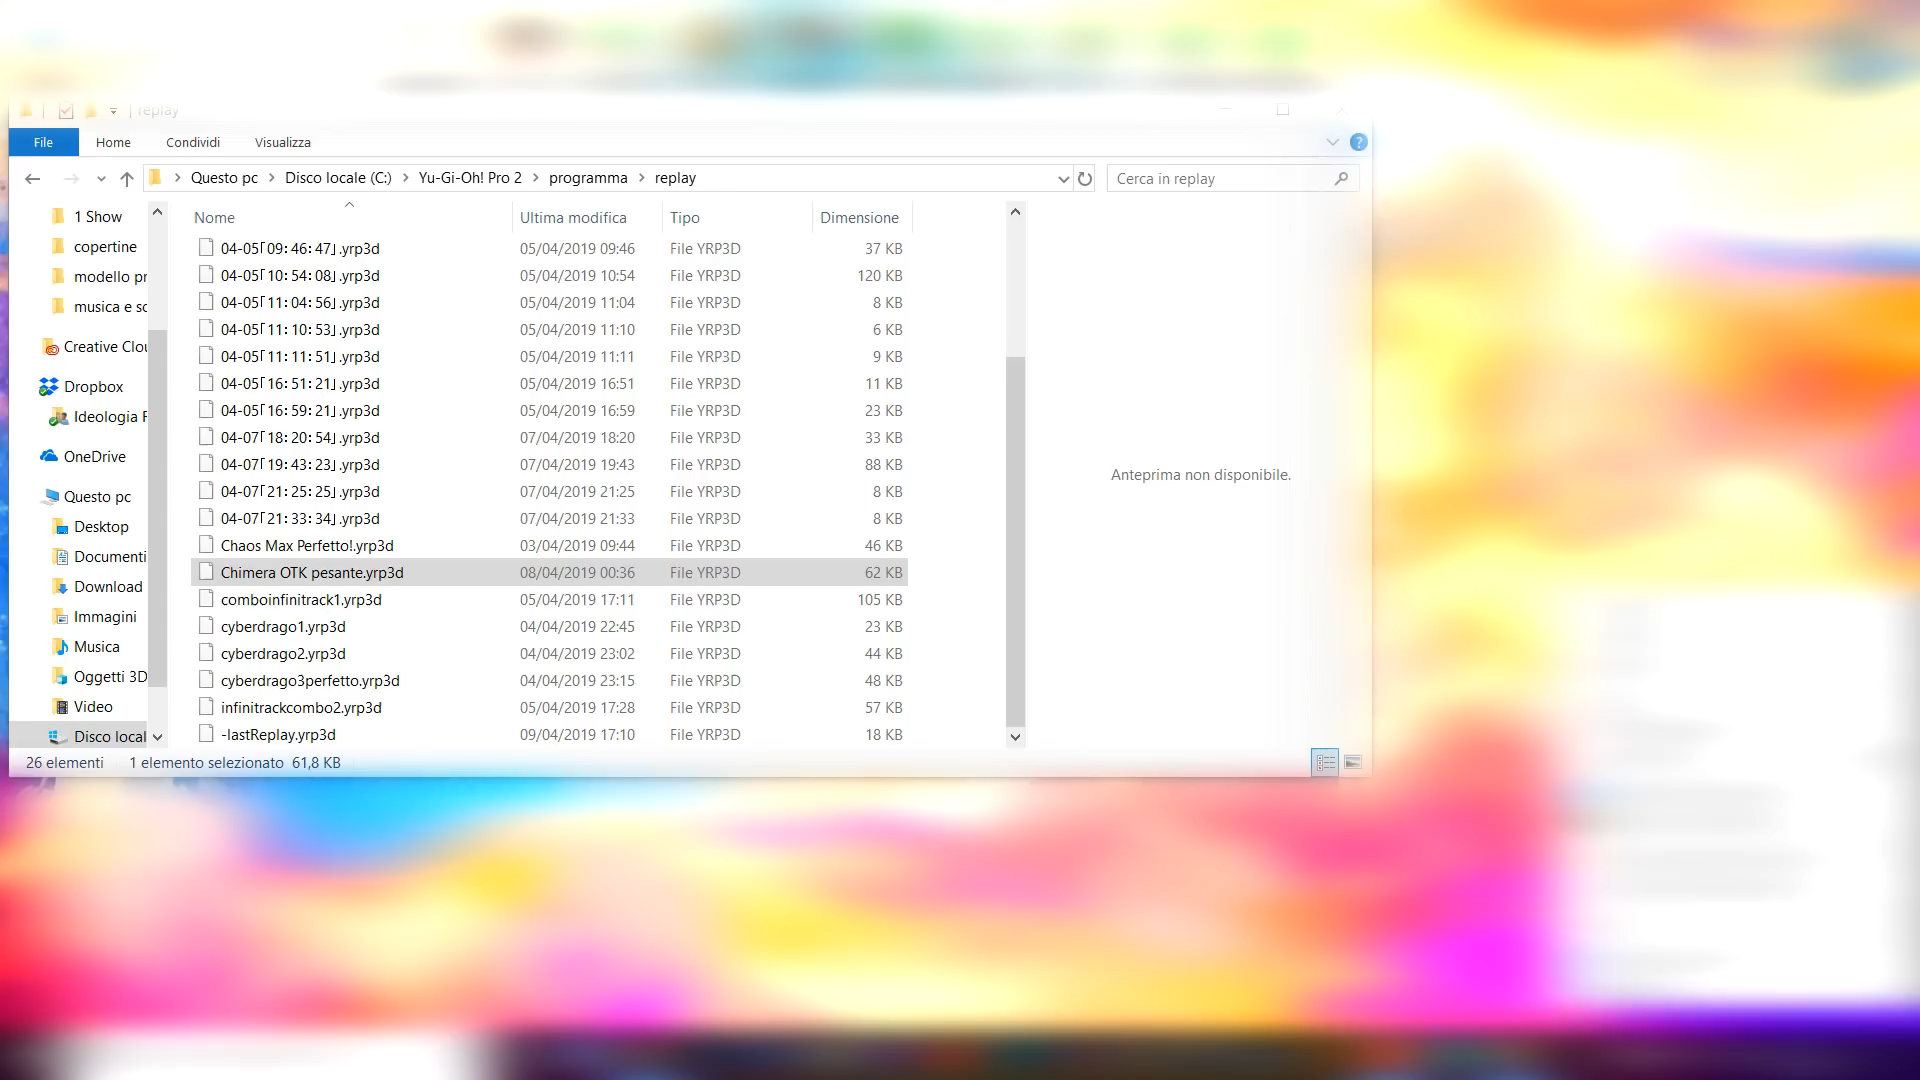 replay
File Home Condividi Visualizza
Questo pc Disco locale (C:) Yu-Gi-Oh! Pro 2 programma replay
Cerca in replay
1 Show
copertine
modello pr
musica e sc
Creative Clou
Dropbox
Ideologia F
OneDrive
Questo pc
Desktop
Documenti
Download
Immagini
Musica
Oggetti 3D
Video
Disco local
Nome Ultima modifica Tipo Dimensione
04-05「09：46：47」.yrp3d 05/04/2019 09:46 File YRP3D 37 KB
04-05「10：54：08」.yrp3d 05/04/2019 10:54 File YRP3D 120 KB
04-05「11：04：56」.yrp3d 05/04/2019 11:04 File YRP3D 8 KB
04-05「11：10：53」.yrp3d 05/04/2019 11:10 File YRP3D 6 KB
04-05「11：11：51」.yrp3d 05/04/2019 11:11 File YRP3D 9 KB
04-05「16：51：21」.yrp3d 05/04/2019 16:51 File YRP3D 11 KB
04-05「16：59：21」.yrp3d 05/04/2019 16:59 File YRP3D 23 KB
04-07「18：20：54」.yrp3d 07/04/2019 18:20 File YRP3D 33 KB
04-07「19：43：23」.yrp3d 07/04/2019 19:43 File YRP3D 88 KB
04-07「21：25：25」.yrp3d 07/04/2019 21:25 File YRP3D 8 KB
04-07「21：33：34」.yrp3d 07/04/2019 21:33 File YRP3D 8 KB
Chaos Max Perfetto!.yrp3d 03/04/2019 09:44 File YRP3D 46 KB
Chimera OTK pesante.yrp3d 08/04/2019 00:36 File YRP3D 62 KB
comboinfinitrack1.yrp3d 05/04/2019 17:11 File YRP3D 105 KB
cyberdrago1.yrp3d 04/04/2019 22:45 File YRP3D 23 KB
cyberdrago2.yrp3d 04/04/2019 23:02 File YRP3D 44 KB
cyberdrago3perfetto.yrp3d 04/04/2019 23:15 File YRP3D 48 KB
infinitrackcombo2.yrp3d 05/04/2019 17:28 File YRP3D 57 KB
-lastReplay.yrp3d 09/04/2019 17:10 File YRP3D 18 KB
Anteprima non disponibile.
26 elementi 1 elemento selezionato 61,8 KB